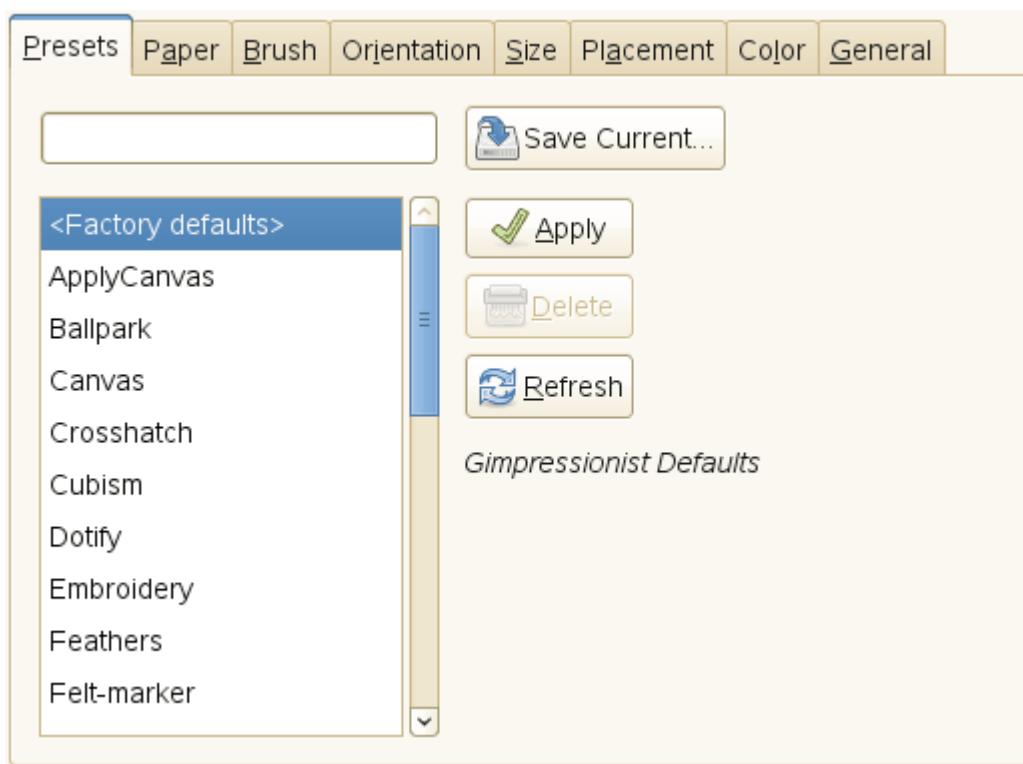 Presets Paper Brush Orientation Size Placement Color General
Save Current...
<Factory defaults>
ApplyCanvas
Ballpark
Canvas
Crosshatch
Cubism
Dotify
Embroidery
Feathers
Felt-marker
Apply
Delete
Refresh
Gimpressionist Defaults